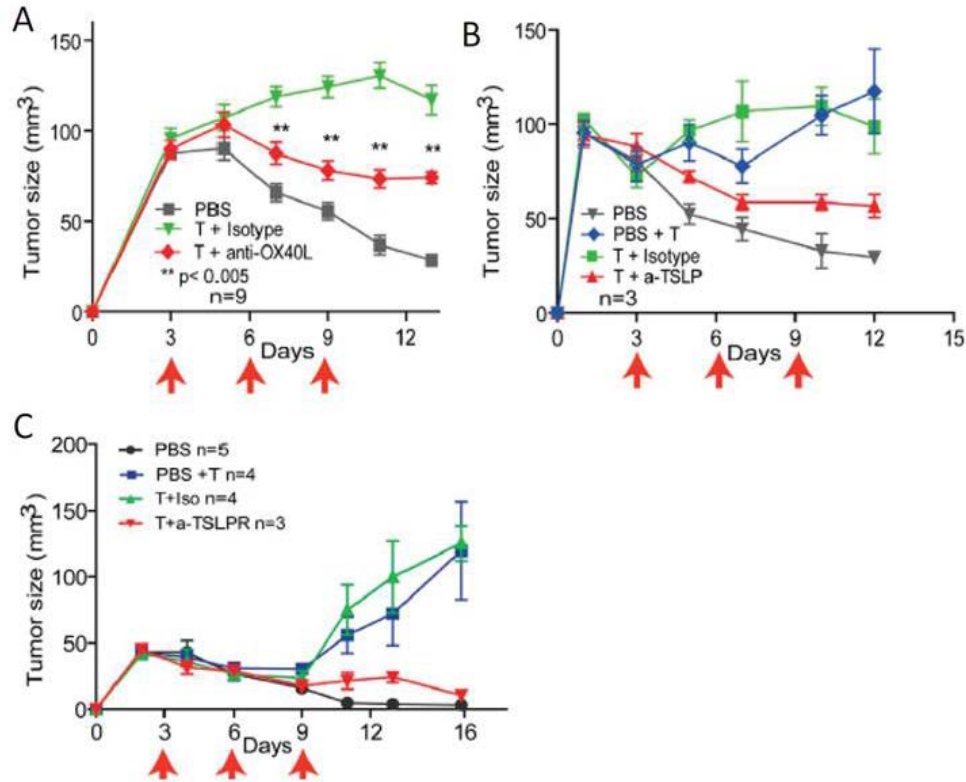 A
Tumor size (mm³)
150
100
50
0
PBS
T + Isotype
T + anti-OX40L
** p< 0.005
n=9
**
**
**
**
0
3
6
9
12
Days
B
Tumor size (mm³)
150
100
50
0
PBS
PBS + T
T + Isotype
T + a-TSLP
n=3
0
3
6
9
12
15
Days
C
Tumor size (mm³)
200
150
100
50
0
PBS n=5
PBS +T n=4
T+Iso n=4
T+a-TSLPR n=3
0
3
6
9
12
16
Days